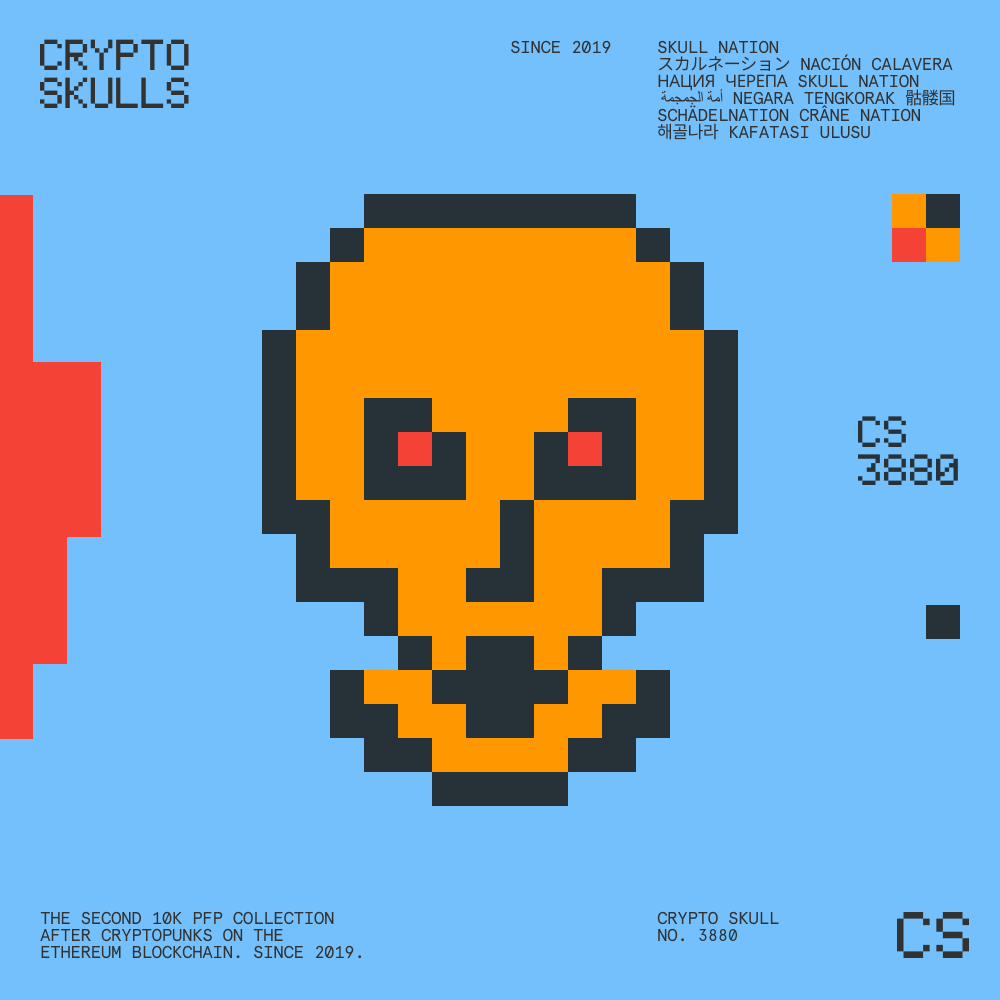 CRYPTO
SKULLS
SINCE 2019
SKULL NATION
スカルネーション NACIÓN CALAVERA
НАЦИЯ ЧЕРЕПА SKULL NATION
أمة الجمجمة NEGARA TENGKORAK 骷髅国
SCHÄDELNATION CRÂNE NATION
해골나라 KAFATASI ULUSU
CS
3880
THE SECOND 10K PFP COLLECTION
AFTER CRYPTOPUNKS ON THE
ETHEREUM BLOCKCHAIN. SINCE 2019.
CRYPTO SKULL
NO. 3880
CS